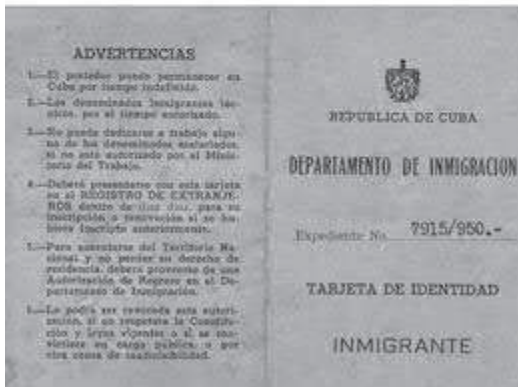 ADVERTENCIAS
1.—El portador puede permanecer en
Cuba por tiempo indefinido.
2.—Los denominados Inmigrantes téc-
nicos, por el tiempo autorizado.
3.—No puede dedicarse a trabajo algu-
no de los denominados asalariados,
si no está autorizado por el Minis-
terio del Trabajo.
4.—Deberá presentarse con esta tarjeta
en el REGISTRO DE EXTRANJE-
ROS dentro de diez días, para su
inscripción o renovación si se hu-
biere inscripto anteriormente.
5.—Para ausentarse del Territorio Na-
cional y no perder su derecho de
residencia, deberá proveerse de una
Autorización de Regreso en el De-
partamento de Inmigración.
6.—Le podrá ser revocada esta autori-
zación, si no respetara la Constitu-
ción y Leyes vigentes o si se con-
virtiese en carga pública, o por
otra causa de inadmisibilidad.
REPUBLICA DE CUBA
DEPARTAMENTO DE INMIGRACION
Expediente No. 7915/950.-
TARJETA DE IDENTIDAD
INMIGRANTE